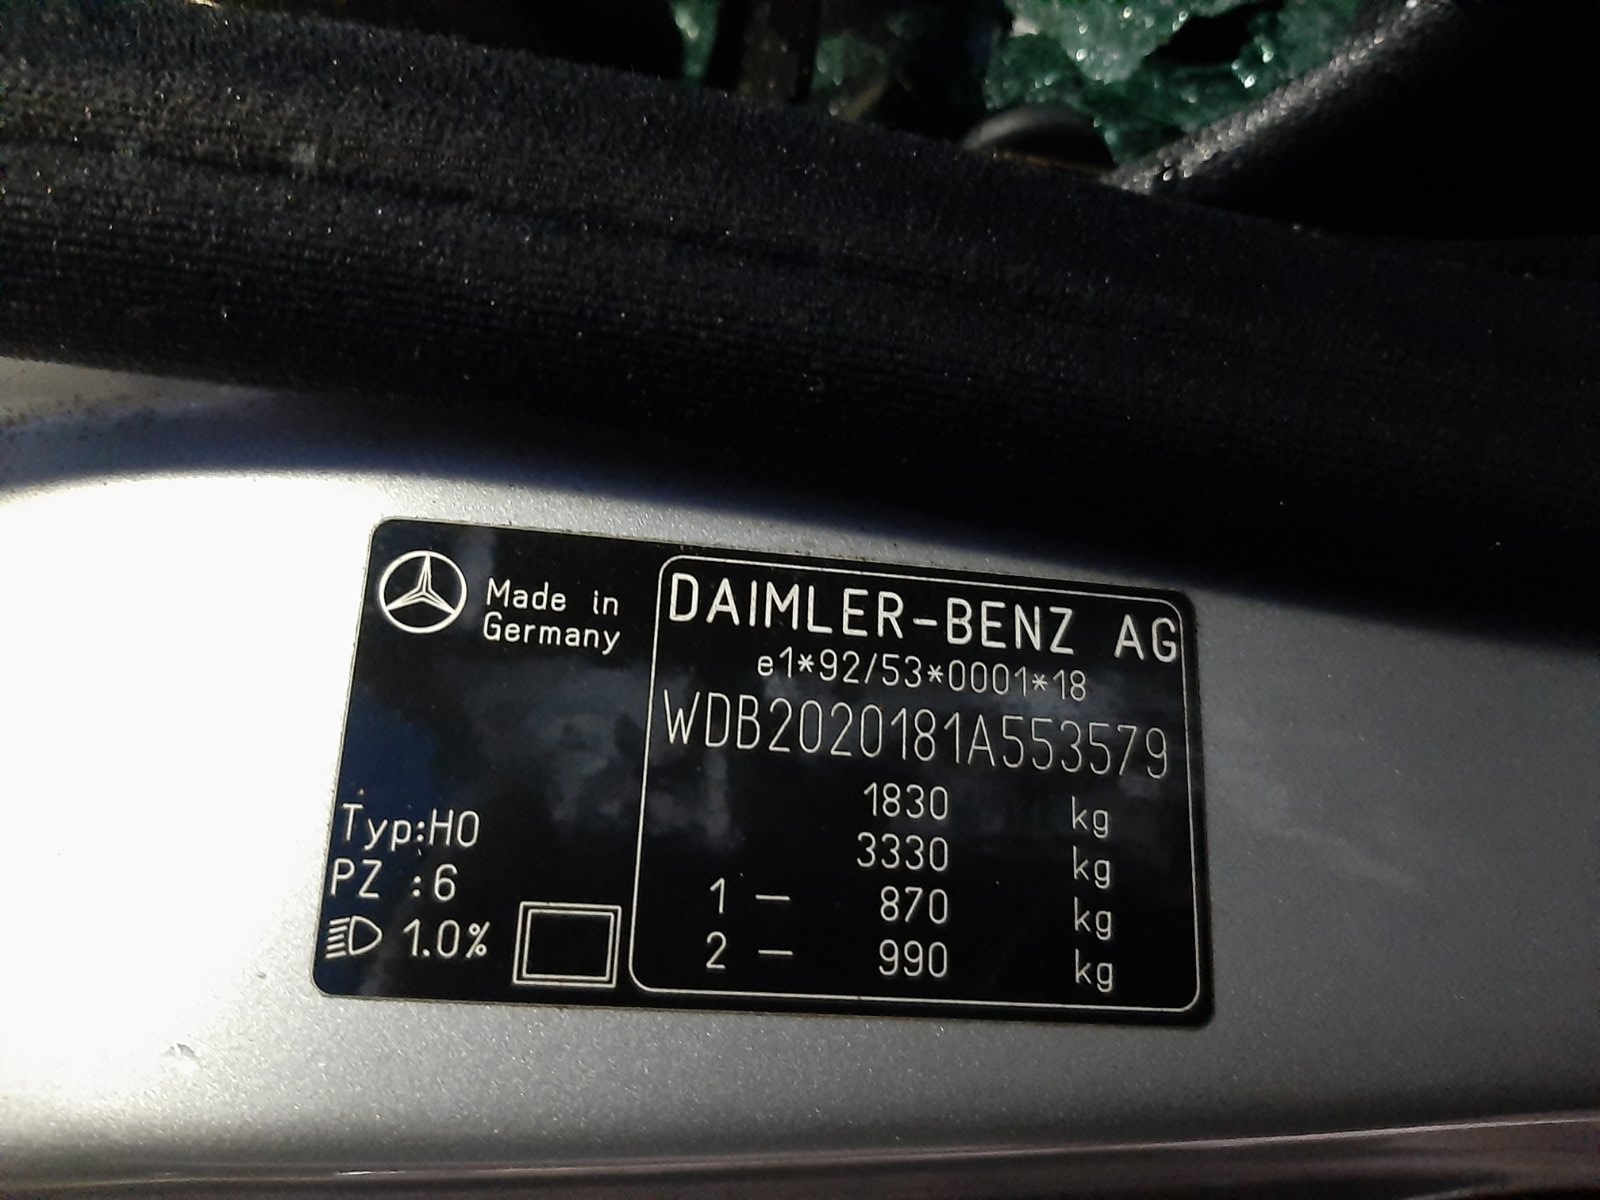 Made in
Germany
Typ:H0
PZ :6
1.0%
DAIMLER-BENZ AG
e1*92/53*0001*18
WDB2020181A553579
1830 kg
3330 kg
1 – 870 kg
2 – 990 kg